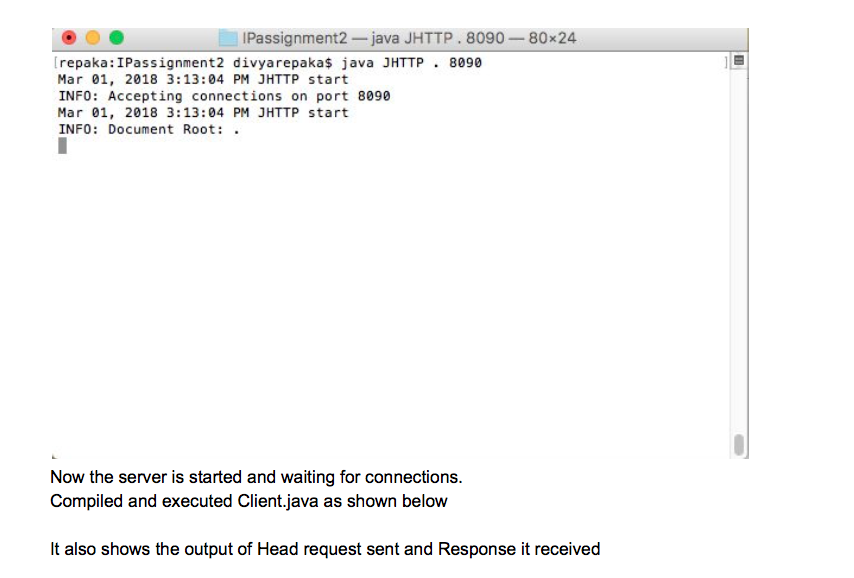 IPassignment2 — java JHTTP . 8090 — 80×24
[repaka:IPassignment2 divyarepaka$ java JHTTP . 8090 ]
Mar 01, 2018 3:13:04 PM JHTTP start
INFO: Accepting connections on port 8090
Mar 01, 2018 3:13:04 PM JHTTP start
INFO: Document Root: .
Now the server is started and waiting for connections.
Compiled and executed Client.java as shown below
It also shows the output of Head request sent and Response it received